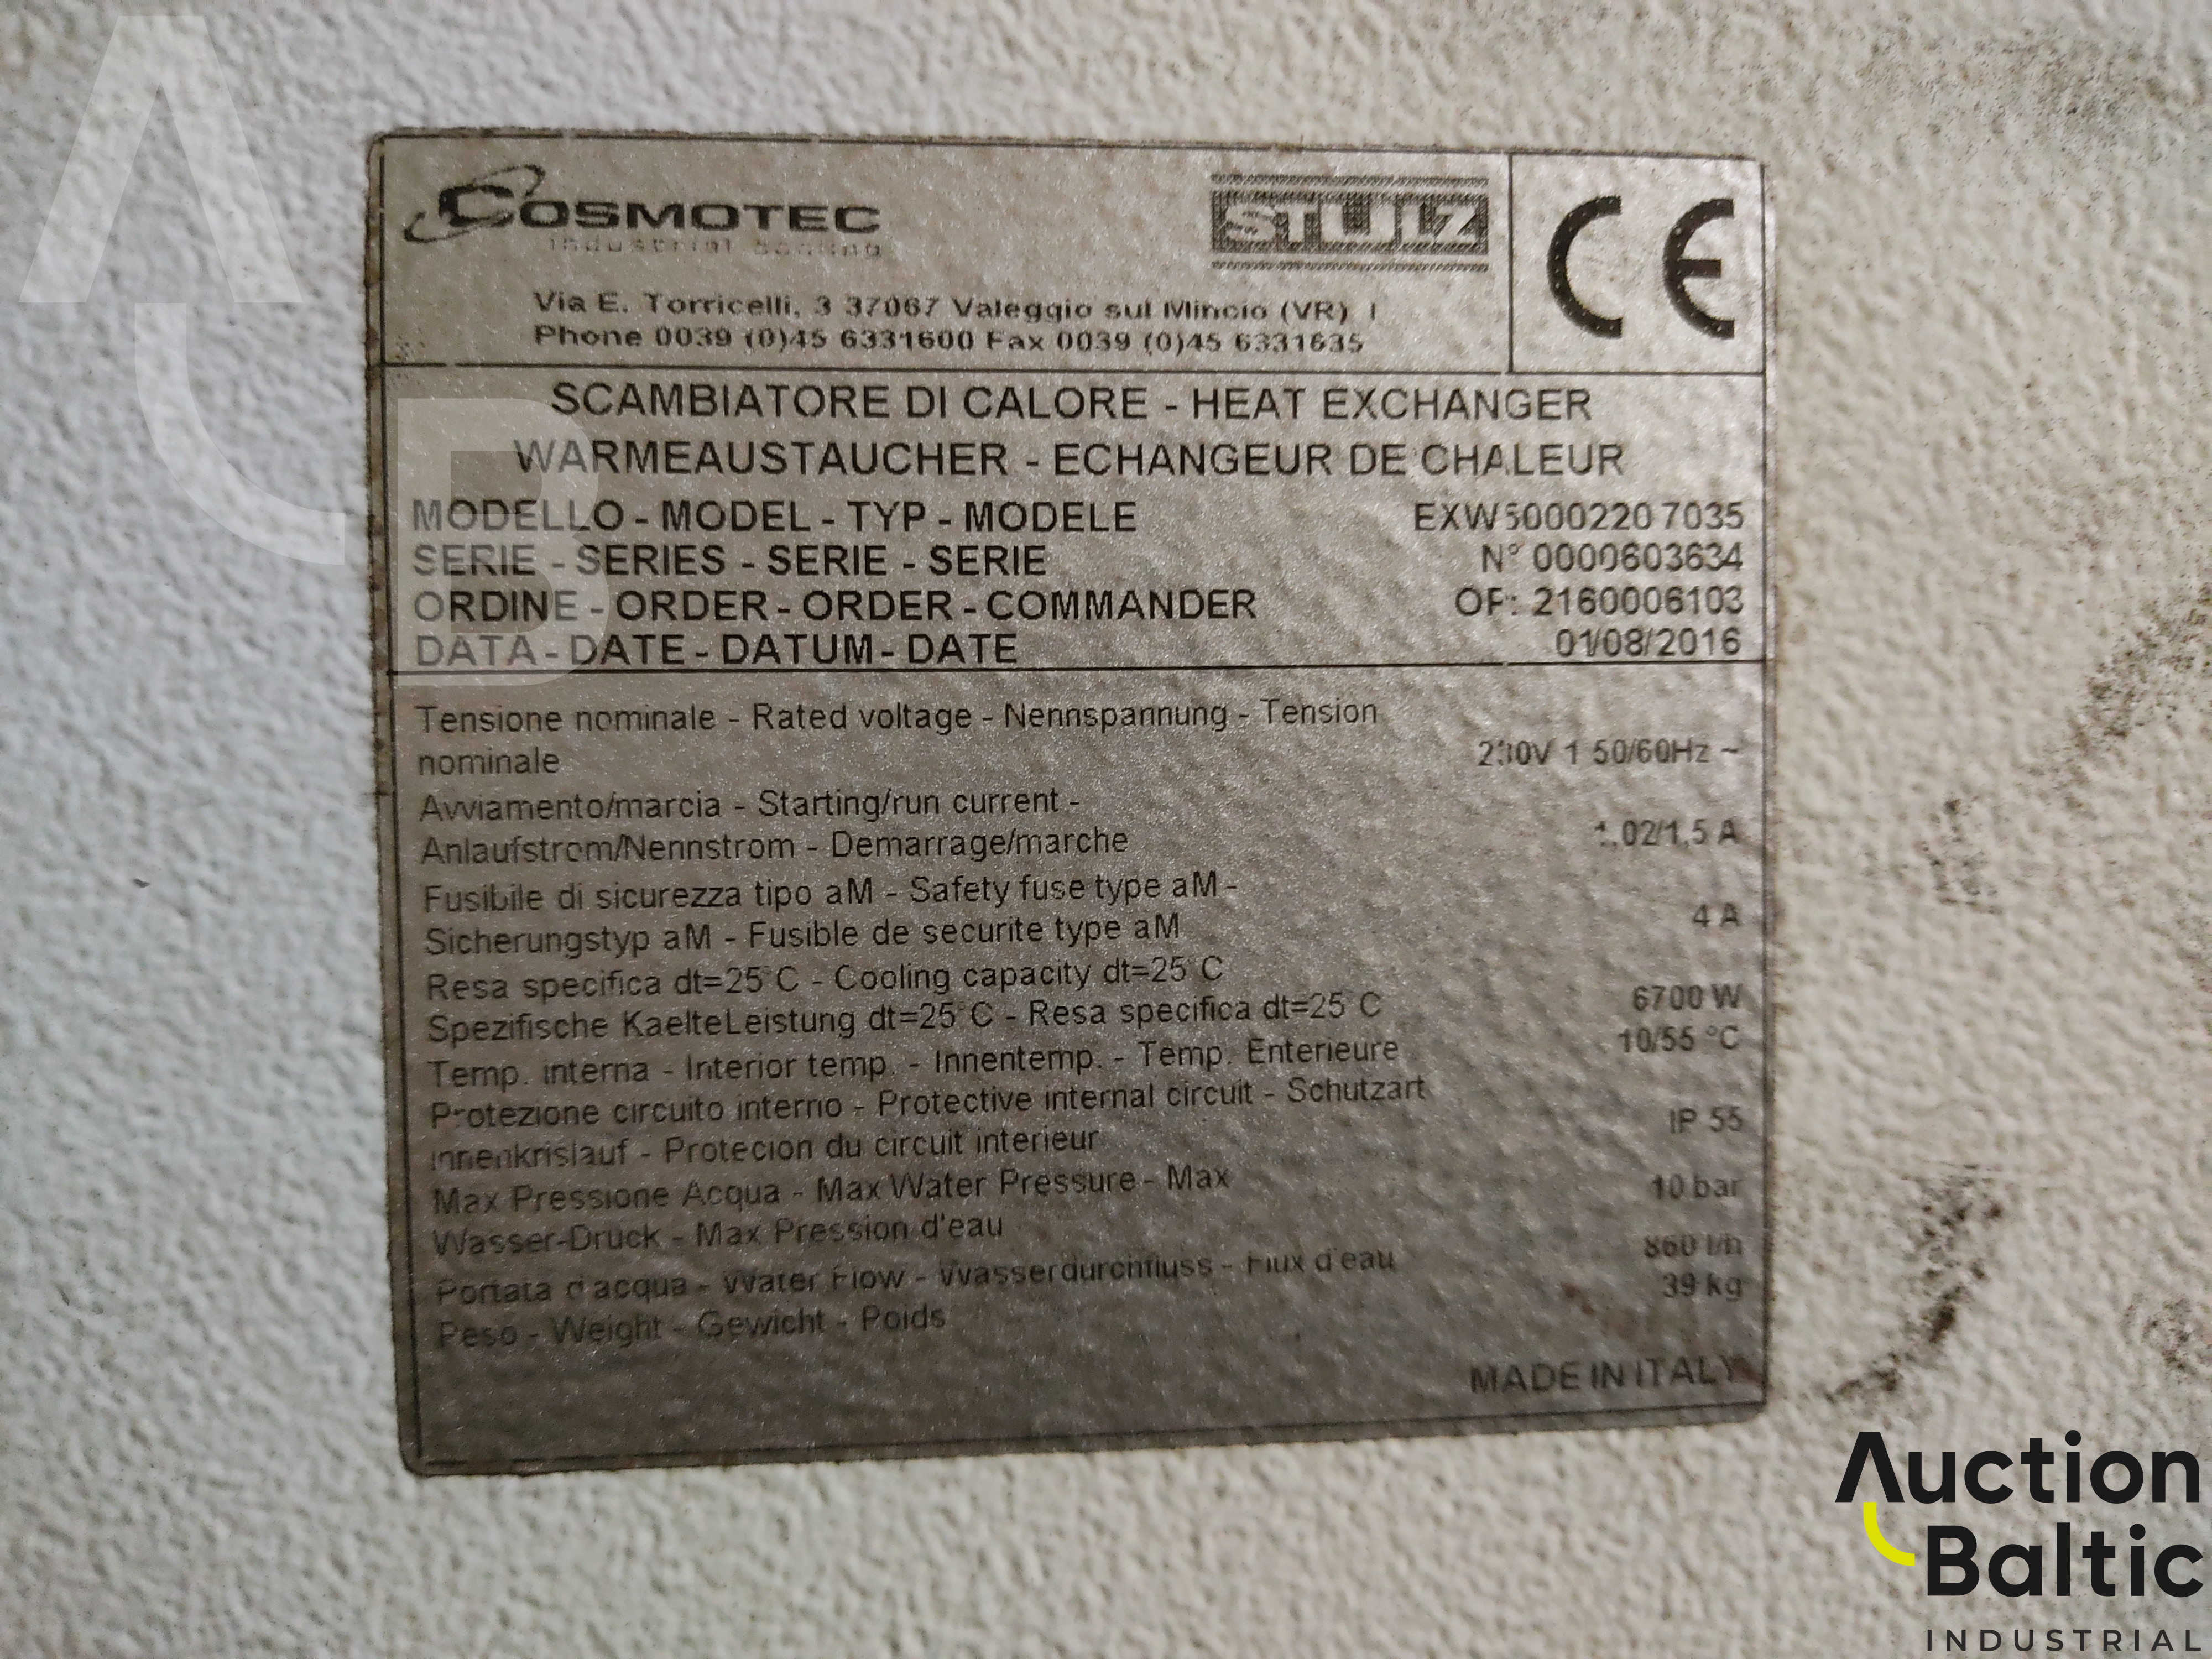 COSMOTEC
industrial cooling
STULZ
CE
Via E. Torricelli, 3 37067 Valeggio sul Mincio (VR) I
Phone 0039 (0)45 6331600 Fax 0039 (0)45 6331635
SCAMBIATORE DI CALORE - HEAT EXCHANGER
WARMEAUSTAUCHER - ECHANGEUR DE CHALEUR
MODELLO - MODEL - TYP - MODELE EXW50002207035
SERIE - SERIES - SERIE - SERIE N° 0000603634
ORDINE - ORDER - ORDER - COMMANDER OF: 2160006103
DATA - DATE - DATUM - DATE 01/08/2016
Tensione nominale - Rated voltage - Nennspannung - Tension
nominale 230V 1 50/60Hz ~
Avviamento/marcia - Starting/run current -
Anlaufstrom/Nennstrom - Demarrage/marche 1,02/1,5 A
Fusibile di sicurezza tipo aM - Safety fuse type aM -
Sicherungstyp aM - Fusible de securite type aM 4 A
Resa specifica dt=25°C - Cooling capacity dt=25°C
Spezifische KaelteLeistung dt=25°C - Resa specifica dt=25°C 6700 W
Temp. interna - Interior temp. - Innentemp. - Temp. Enterieure 10/55 °C
Protezione circuito interno - Protective internal circuit - Schutzart
Innenkrislauf - Protecion du circuit interieur IP 55
Max Pressione Acqua - Max Water Pressure - Max
Wasser-Druck - Max Pression d'eau 10 bar
Portata d'acqua - Water Flow - Wasserdurchfluss - Flux d'eau 860 l/h
Peso - Weight - Gewicht - Poids 39 kg
MADE IN ITALY
Auction
Baltic
INDUSTRIAL